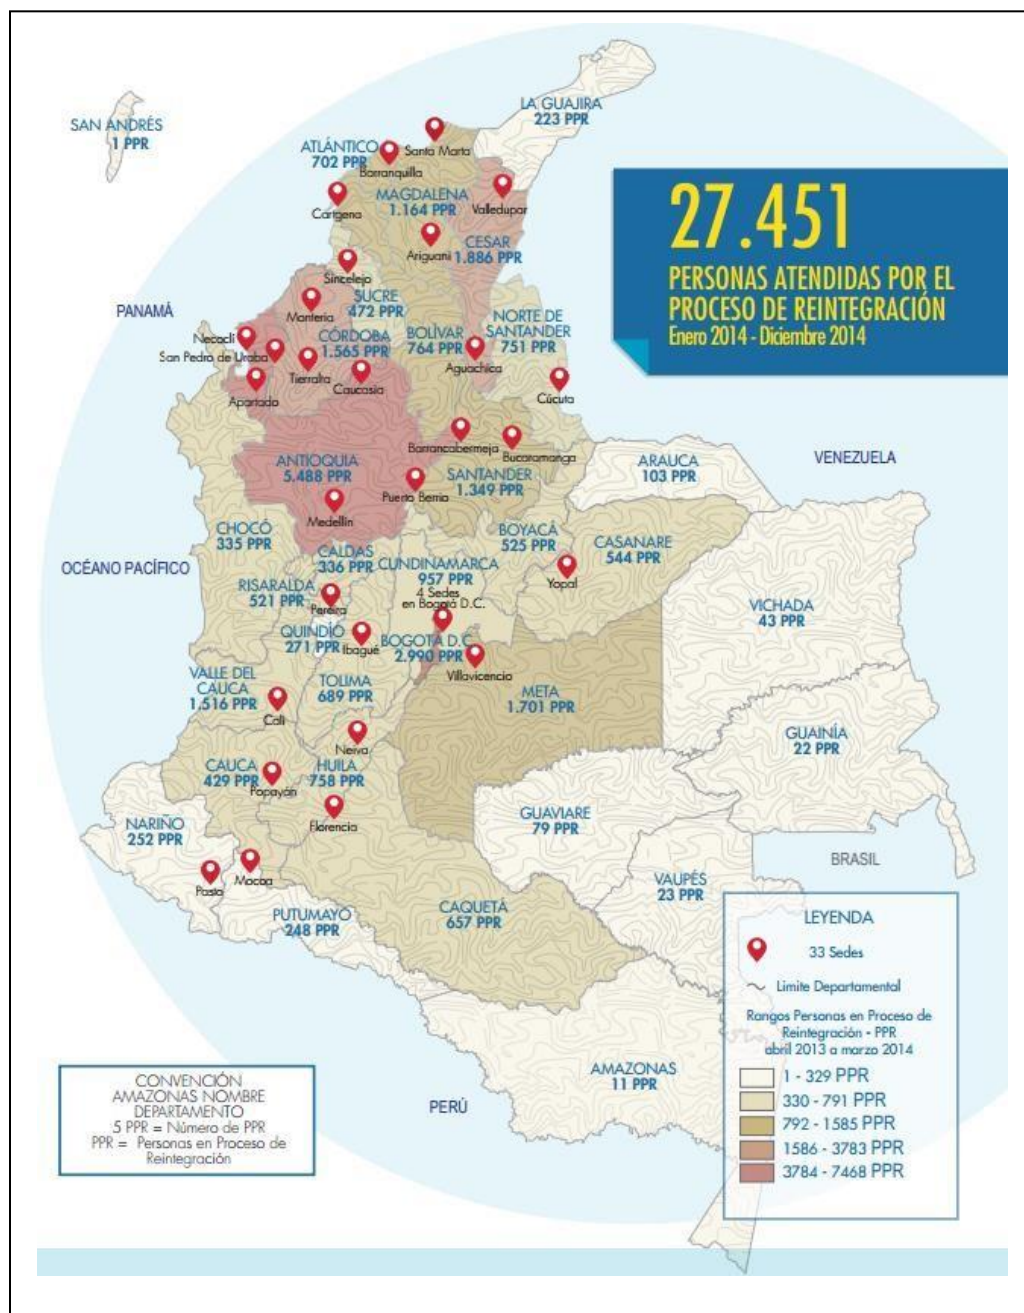 SAN ANDRÉS
1 PPR
LA GUAJIRA
223 PPR
ATLÁNTICO
702 PPR
Santa Marta
Barranquilla
MAGDALENA
1.164 PPR
Valledupar
Cartgena
27.451
PERSONAS ATENDIDAS POR EL
PROCESO DE REINTEGRACIÓN
Enero 2014 - Diciembre 2014
Ariguani
CESAR
1.886 PPR
Sincelejo
SUCRE
472 PPR
PANAMÁ
Monteria
NORTE DE
SANTANDER
751 PPR
BOLÍVAR
764 PPR
Necoclí
San Pedro de Uraba
CÓRDOBA
1.565 PPR
Tierralta
Caucasia
Apartado
Aguachica
Cúcuta
Barrancabermeja
Bucaramanga
ANTIOQUIA
5.488 PPR
SANTANDER
1.349 PPR
ARAUCA
103 PPR
VENEZUELA
Puerto Berria
Medellín
CHOCÓ
335 PPR
BOYACÁ
525 PPR
CASANARE
544 PPR
OCÉANO PACÍFICO
CALDAS
336 PPR
CUNDINAMARCA
957 PPR
4 Sedes
en Bogotá D.C.
Yopal
RISARALDA
521 PPR
Pereira
VICHADA
43 PPR
QUINDÍO
271 PPR
Ibagué
BOGOTÁ D.C.
2.990 PPR
Villavicencio
VALLE DEL
CAUCA
1.516 PPR
Cali
TOLIMA
689 PPR
META
1.701 PPR
GUAINÍA
22 PPR
Neiva
CAUCA
429 PPR
Popayán
HUILA
758 PPR
Florencia
NARIÑO
252 PPR
GUAVIARE
79 PPR
BRASIL
Pasto
Mocoa
VAUPÉS
23 PPR
PUTUMAYO
248 PPR
CAQUETÁ
657 PPR
LEYENDA
33 Sedes
Limite Departamental
Rangos Personas en Proceso de
Reintegración - PPR
abril 2013 a marzo 2014
1 - 329 PPR
330 - 791 PPR
792 - 1585 PPR
1586 - 3783 PPR
3784 - 7468 PPR
AMAZONAS
11 PPR
PERÚ
CONVENCIÓN
AMAZONAS NOMBRE
DEPARTAMENTO
5 PPR = Número de PPR
PPR = Personas en Proceso de
Reintegración